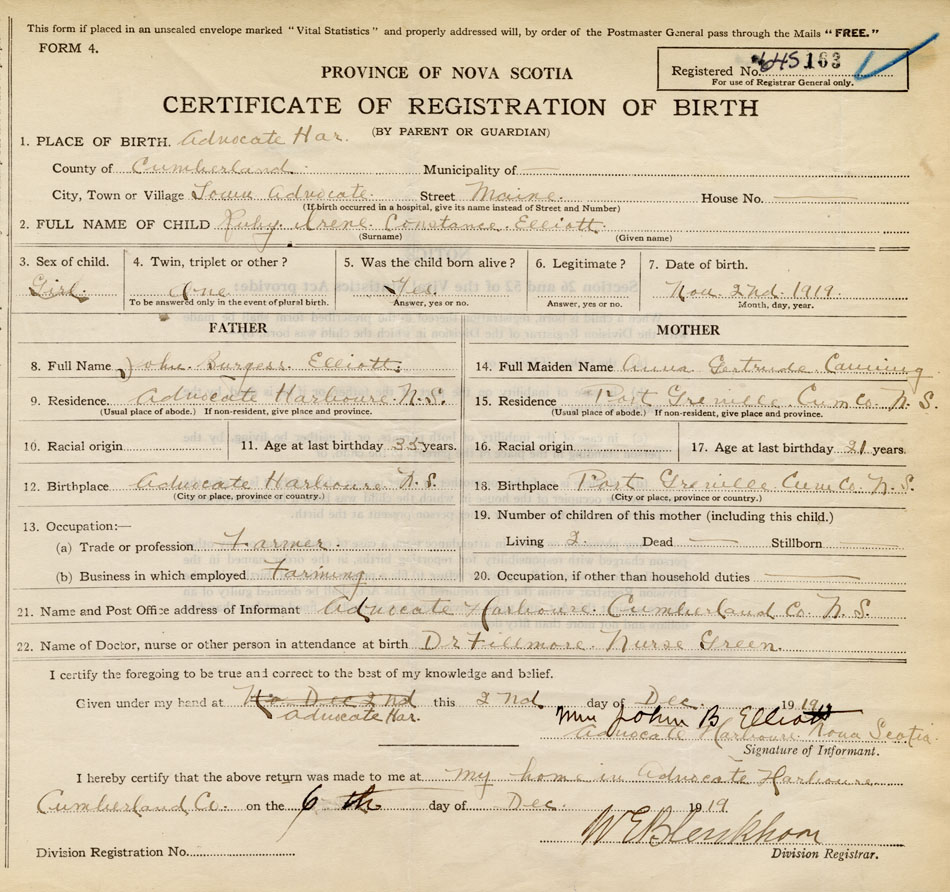 This form if placed in an unsealed envelope marked "Vital Statistics" and properly addressed will, by order of the Postmaster General pass through the Mails "FREE."
FORM 4.
Registered No. 645163
For use of Registrar General only.
PROVINCE OF NOVA SCOTIA
CERTIFICATE OF REGISTRATION OF BIRTH
(BY PARENT OR GUARDIAN)
1. PLACE OF BIRTH. Advocate Har.
County of Cumberland. Municipality of —
City, Town or Village Town Advocate. Street Maine. House No. —
(If birth occurred in a hospital, give its name instead of Street and Number)
2. FULL NAME OF CHILD Ruby Irene Constance Elliott
(Surname) (Given name)
3. Sex of child. 4. Twin, triplet or other? 5. Was the child born alive? 6. Legitimate? 7. Date of birth.
Girl. One Yes. Nov. 2nd. 1919.
To be answered only in the event of plural birth. Answer, yes or no. Answer, yes or no. Month, day, year.
FATHER MOTHER
8. Full Name John Burgess Elliott 14. Full Maiden Name Anna Gertrude Canning
9. Residence. Advocate Harboure N.S. 15. Residence Port Greville Cum Co. N.S.
(Usual place of abode.) If non-resident, give place and province. (Usual place of abode.) If non-resident, give place and province.
10. Racial origin 11. Age at last birthday 35 years. 16. Racial origin 17. Age at last birthday 21 years.
12. Birthplace Advocate Harboure N.S. 18. Birthplace Port Greville Cum Co. N.S.
(City or place, province or country.) (City or place, province or country.)
13. Occupation:— 19. Number of children of this mother (including this child.)
(a) Trade or profession Farmer. Living 2 Dead — Stillborn
(b) Business in which employed Farming 20. Occupation, if other than household duties —
21. Name and Post Office address of Informant Advocate Harboure. Cumberland Co. N.S.
22. Name of Doctor, nurse or other person in attendance at birth Dr Fillmore. Nurse Green.
I certify the foregoing to be true and correct to the best of my knowledge and belief.
Given under my hand at Dec 2nd this 2nd day of Dec. 1919
Advocate Har. Mrs John B Elliott
Advocate Harboure Nova Scotia
Signature of Informant.
I hereby certify that the above return was made to me at my home in Advocate Harboure
Cumberland Co. on the 6th day of Dec. 1919
Division Registration No.
Division Registrar.